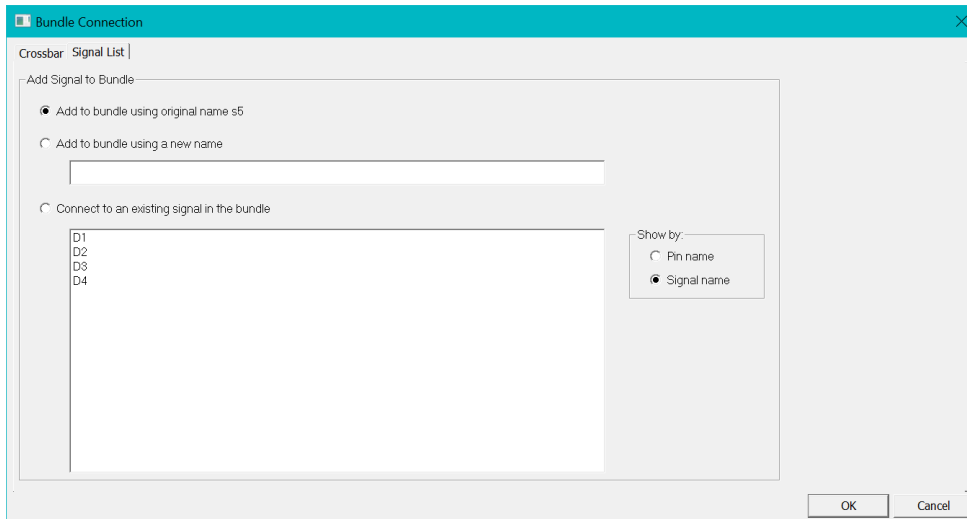 Bundle Connection
Crossbar Signal List
Add Signal to Bundle
Add to bundle using original name s5
Add to bundle using a new name
Connect to an existing signal in the bundle
D1
D2
D3
D4
Show by:
Pin name
Signal name
OK Cancel